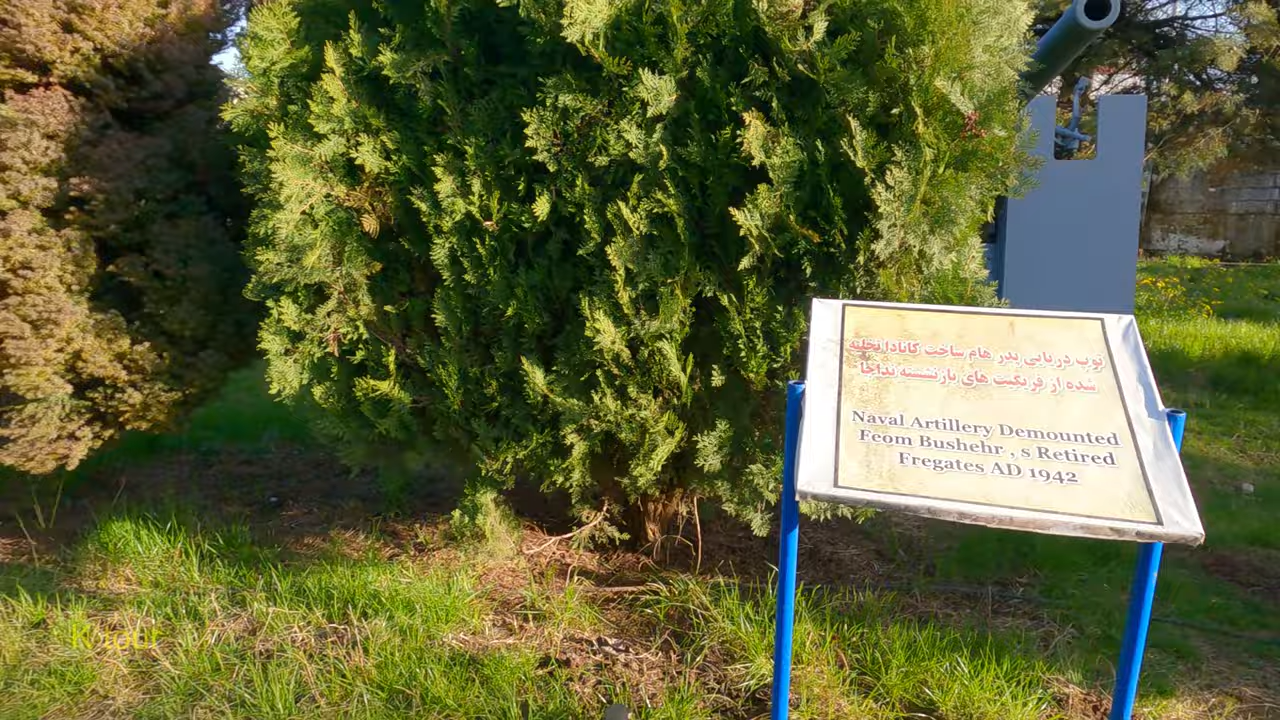 توپ دریایی پدر هام ساخت کانادا تخلیه
شده از فریگیت های بازنشسته نداجا
Naval Artillery Demounted
Feom Bushehr , s Retired
Fregates AD 1942